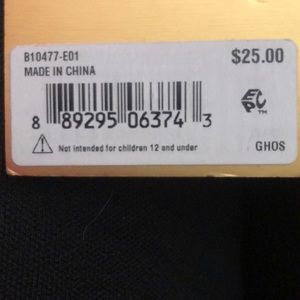 B10477-E01 $25.00
MADE IN CHINA
8 89295 06374 3
Not intended for children 12 and under
GHOS